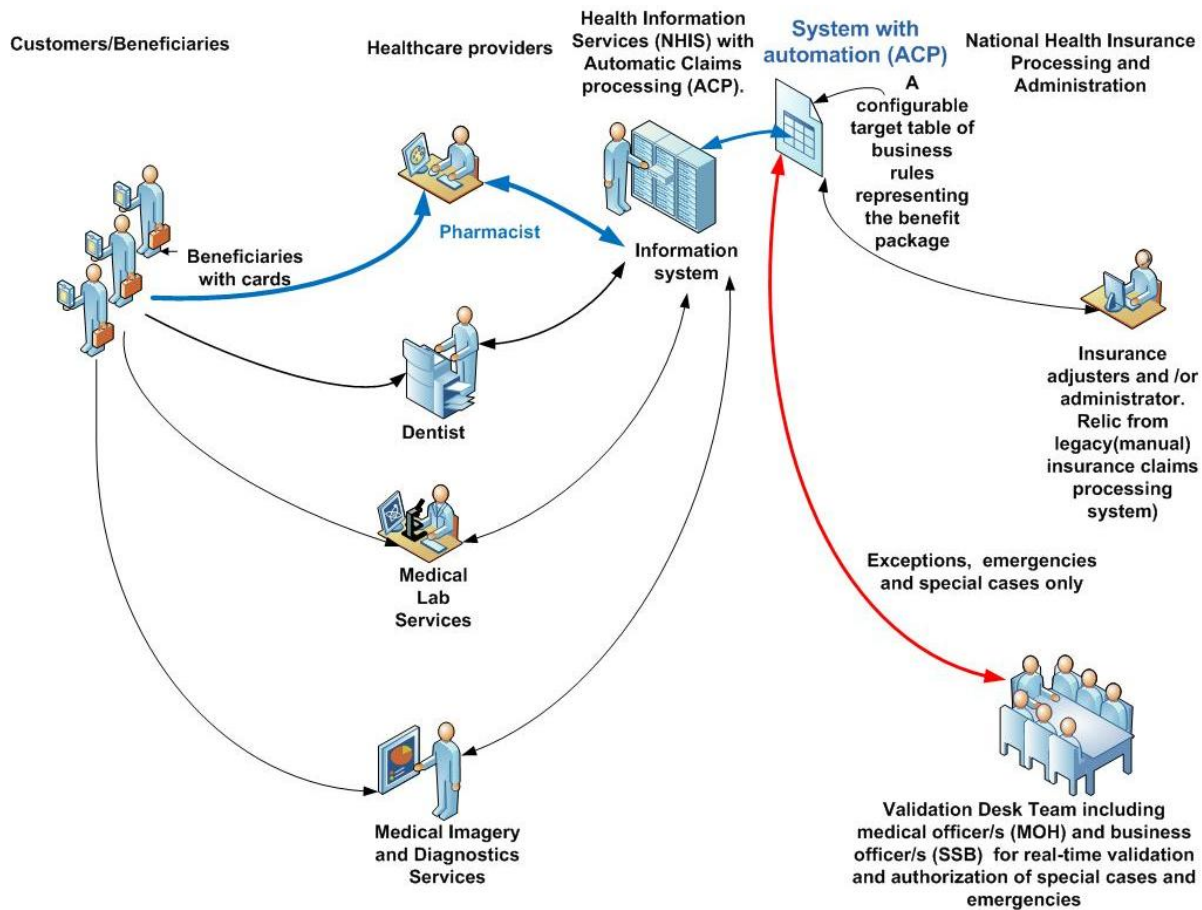 Customers/Beneficiaries
Healthcare providers
Health Information
Services (NHIS) with
Automatic Claims
processing (ACP).
System with
automation (ACP)
National Health Insurance
Processing and
Administration
A
configurable
target table of
business
rules
representing
the benefit
package
Beneficiaries
with cards
Pharmacist
Information
system
Dentist
Medical
Lab
Services
Medical Imagery
and Diagnostics
Services
Insurance
adjusters and /or
administrator.
Relic from
legacy(manual)
insurance claims
processing
system)
Exceptions, emergencies
and special cases only
Validation Desk Team including
medical officer/s (MOH) and business
officer/s (SSB) for real-time validation
and authorization of special cases and
emergencies